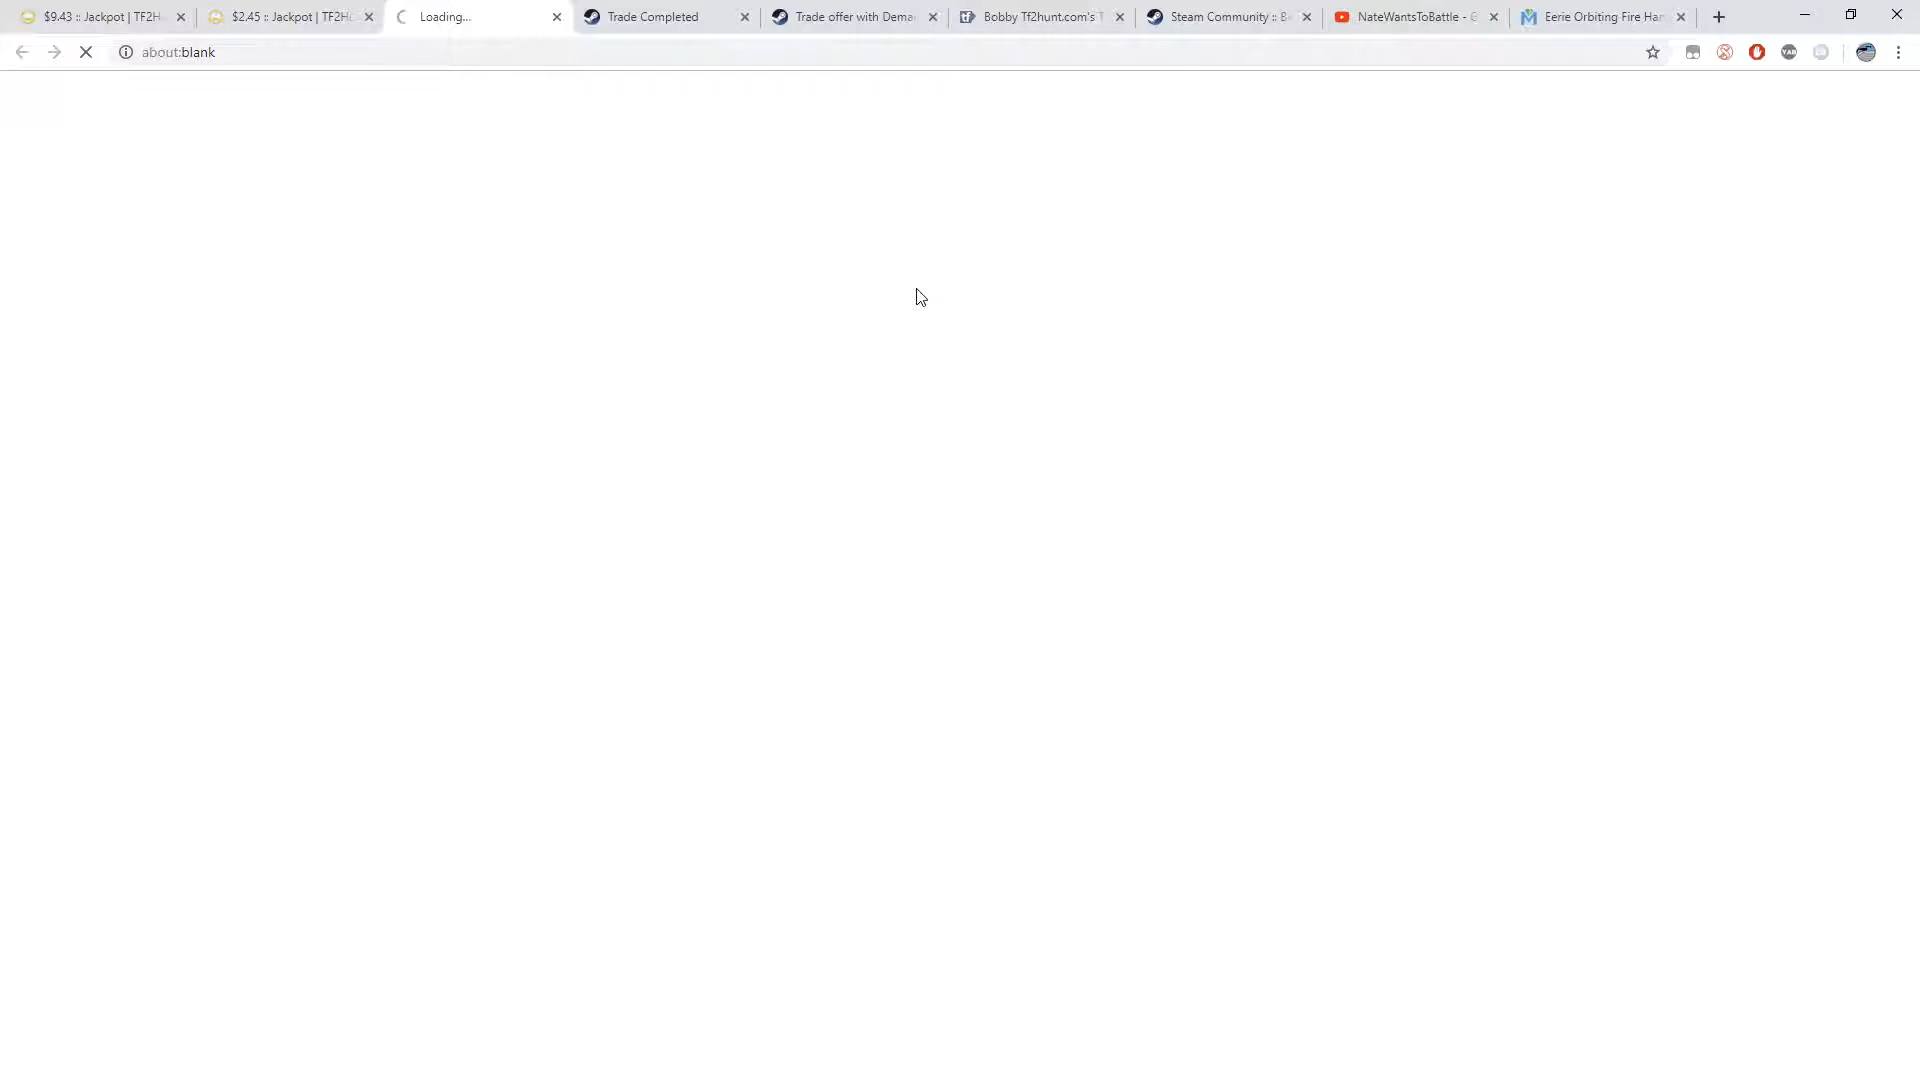 $9.43 :: Jackpot | TF2H
$2.45 :: Jackpot | TF2H
Loading...
Trade Completed
Trade offer with Dema
Bobby Tf2hunt.com's T
Steam Community :: B
NateWantsToBattle -
Eerie Orbiting Fire Ha
about:blank